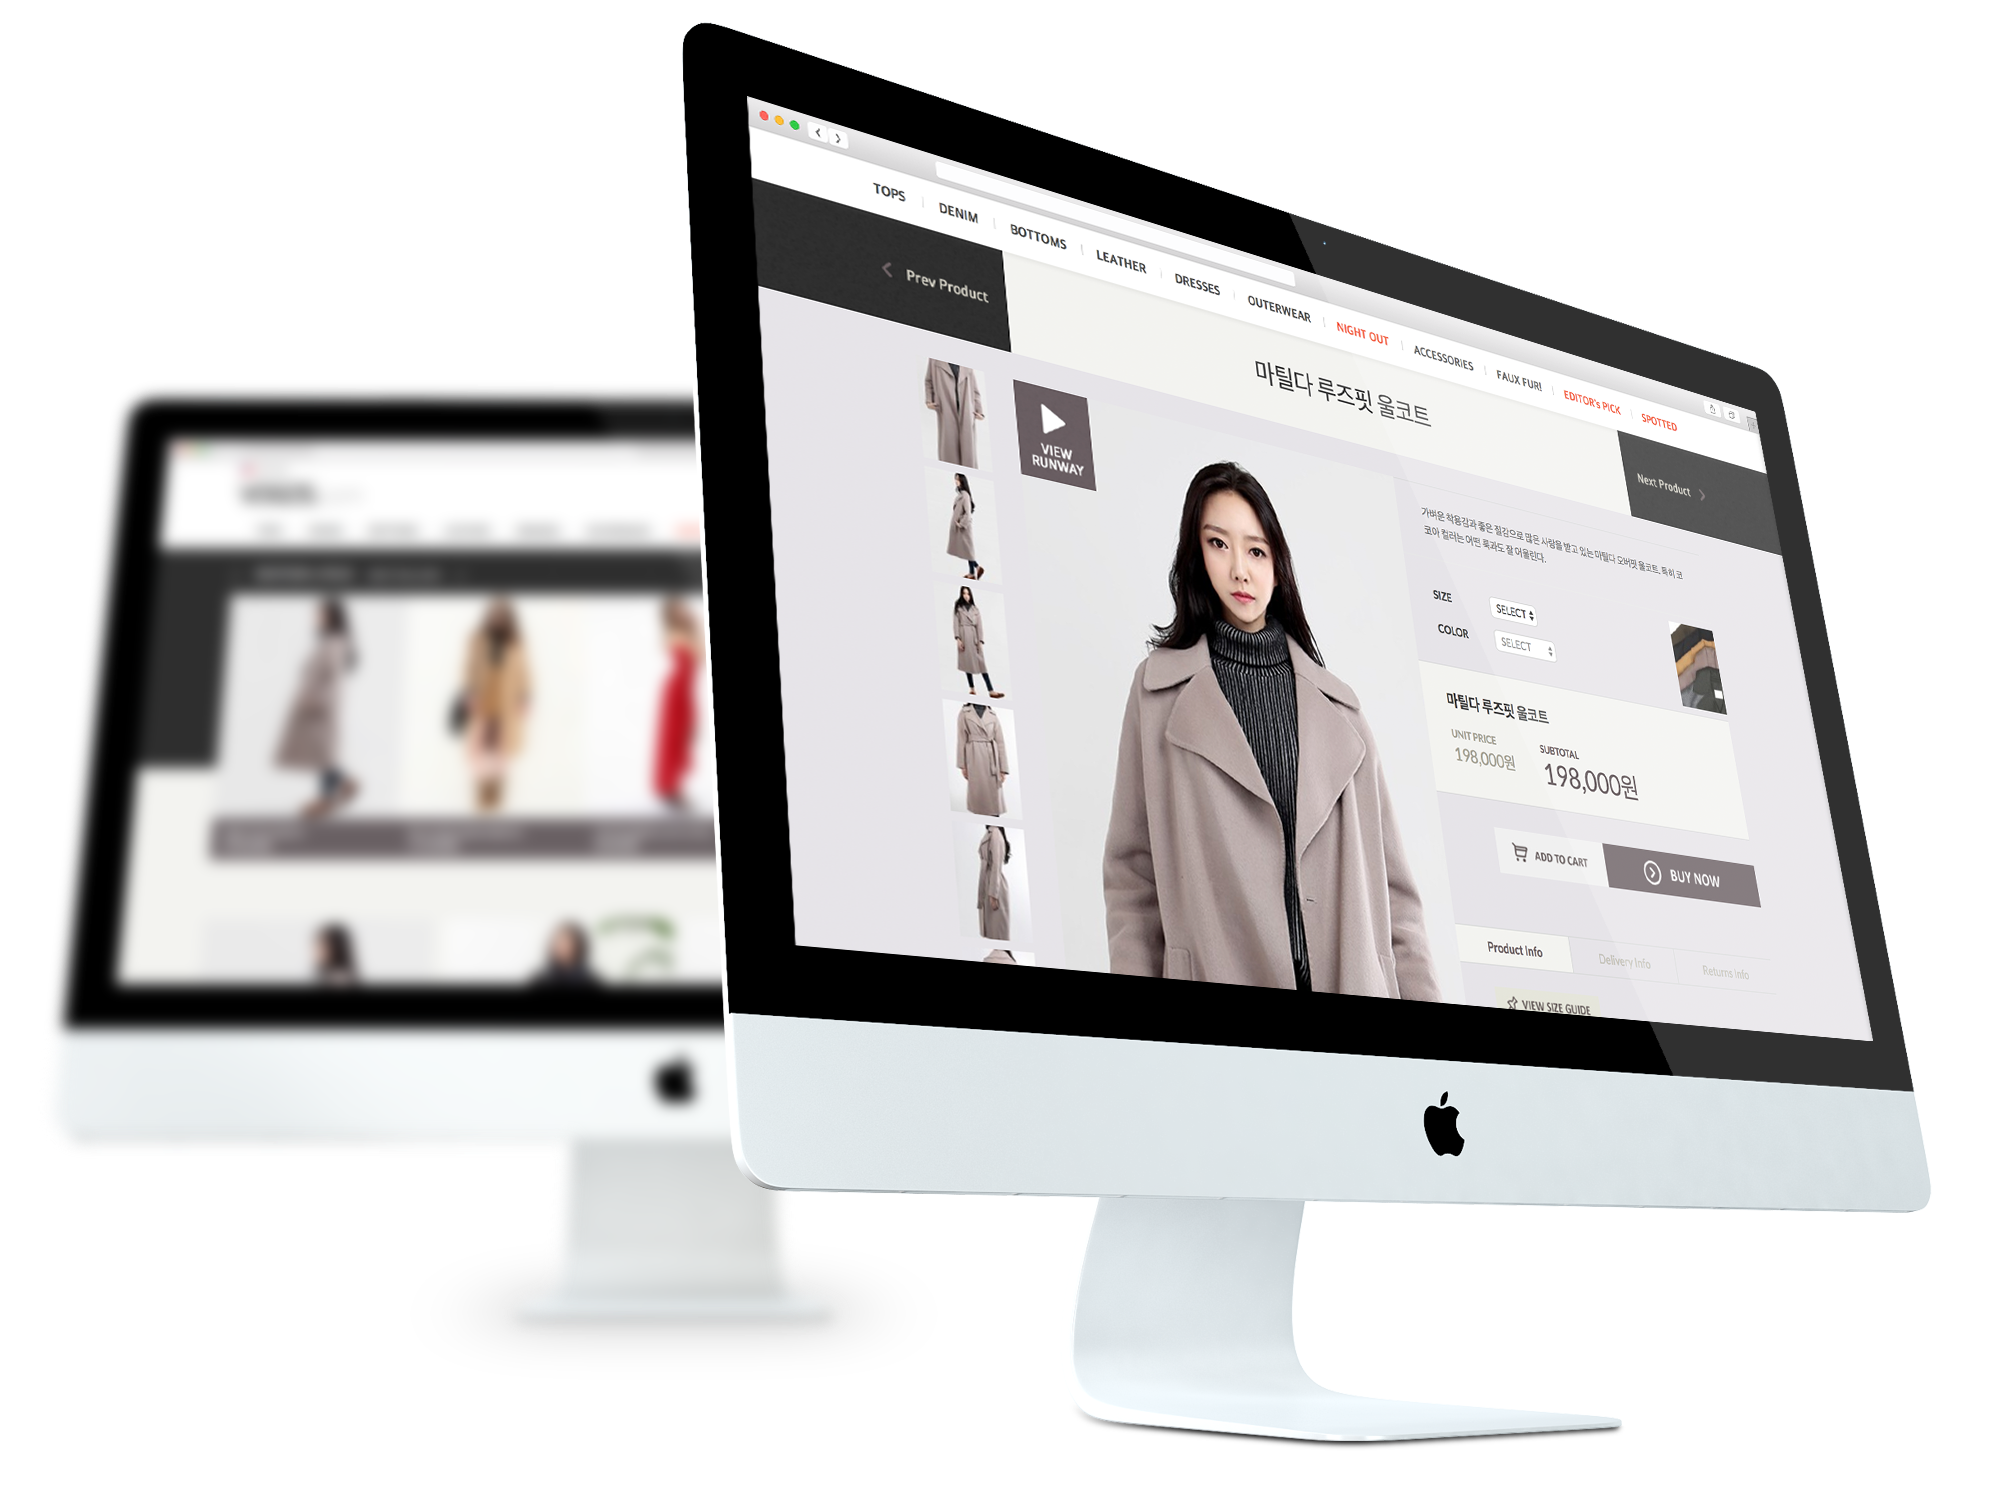 TOPS
DENIM
BOTTOMS
LEATHER
DRESSES
OUTERWEAR
NIGHT OUT
ACCESSORIES
FAUX FUR!
EDITOR's PICK
SPOTTED
Prev Product
마틸다 루즈핏 울코트
Next Product
VIEW
RUNWAY
가벼운 착용감과 좋은 질감으로 많은 사랑을 받고 있는 마틸다 오버핏 울코트. 특히 코
코아 컬러는 어떤 룩과도 잘 어울린다.
SIZE
SELECT
COLOR
SELECT
마틸다 루즈핏 울코트
UNIT PRICE
198,000원
SUBTOTAL
198,000원
ADD TO CART
BUY NOW
Product Info
Delivery Info
Returns Info
VIEW SIZE GUIDE